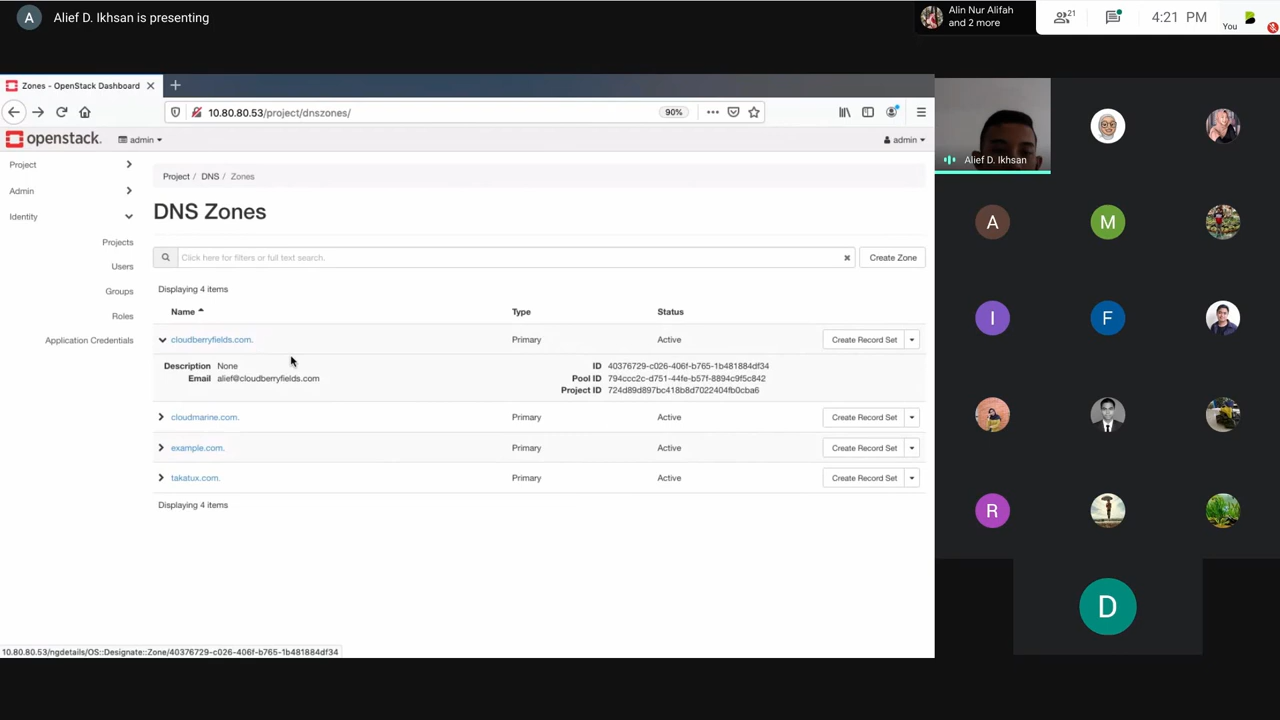 A Alief D. Ikhsan is presenting
Alin Nur Alifah
and 2 more
21
4:21 PM
You
Zones - OpenStack Dashboard
10.80.80.53/project/dnszones/
90%
openstack. admin
admin
Project
Admin
Identity
Projects
Users
Groups
Roles
Application Credentials
Project / DNS / Zones
DNS Zones
Click here for filters or full text search.
Create Zone
Displaying 4 items
Name Type Status
cloudberryfields.com. Primary Active Create Record Set
Description None
Email alief@cloudberryfields.com
ID 40376729-c026-406f-b765-1b481884df34
Pool ID 794ccc2c-d751-44fe-b57f-8894c9f5c842
Project ID 724d89d897bc418b8d7022404fb0cba6
cloudmarine.com. Primary Active Create Record Set
example.com. Primary Active Create Record Set
takatux.com. Primary Active Create Record Set
Displaying 4 items
10.80.80.53/ngdetails/OS::Designate::Zone/40376729-c026-406f-b765-1b481884df34
Alief D. Ikhsan
A
M
I
F
R
D